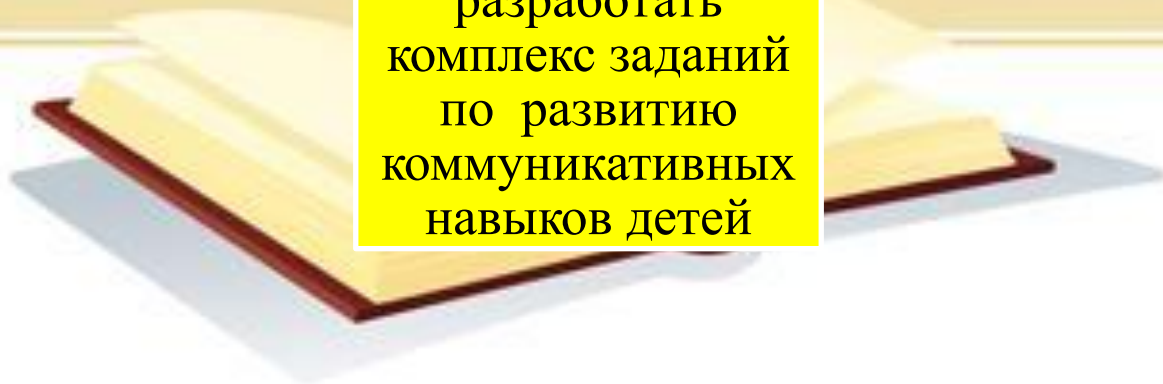 разработать
комплекс заданий
по развитию
коммуникативных
навыков детей